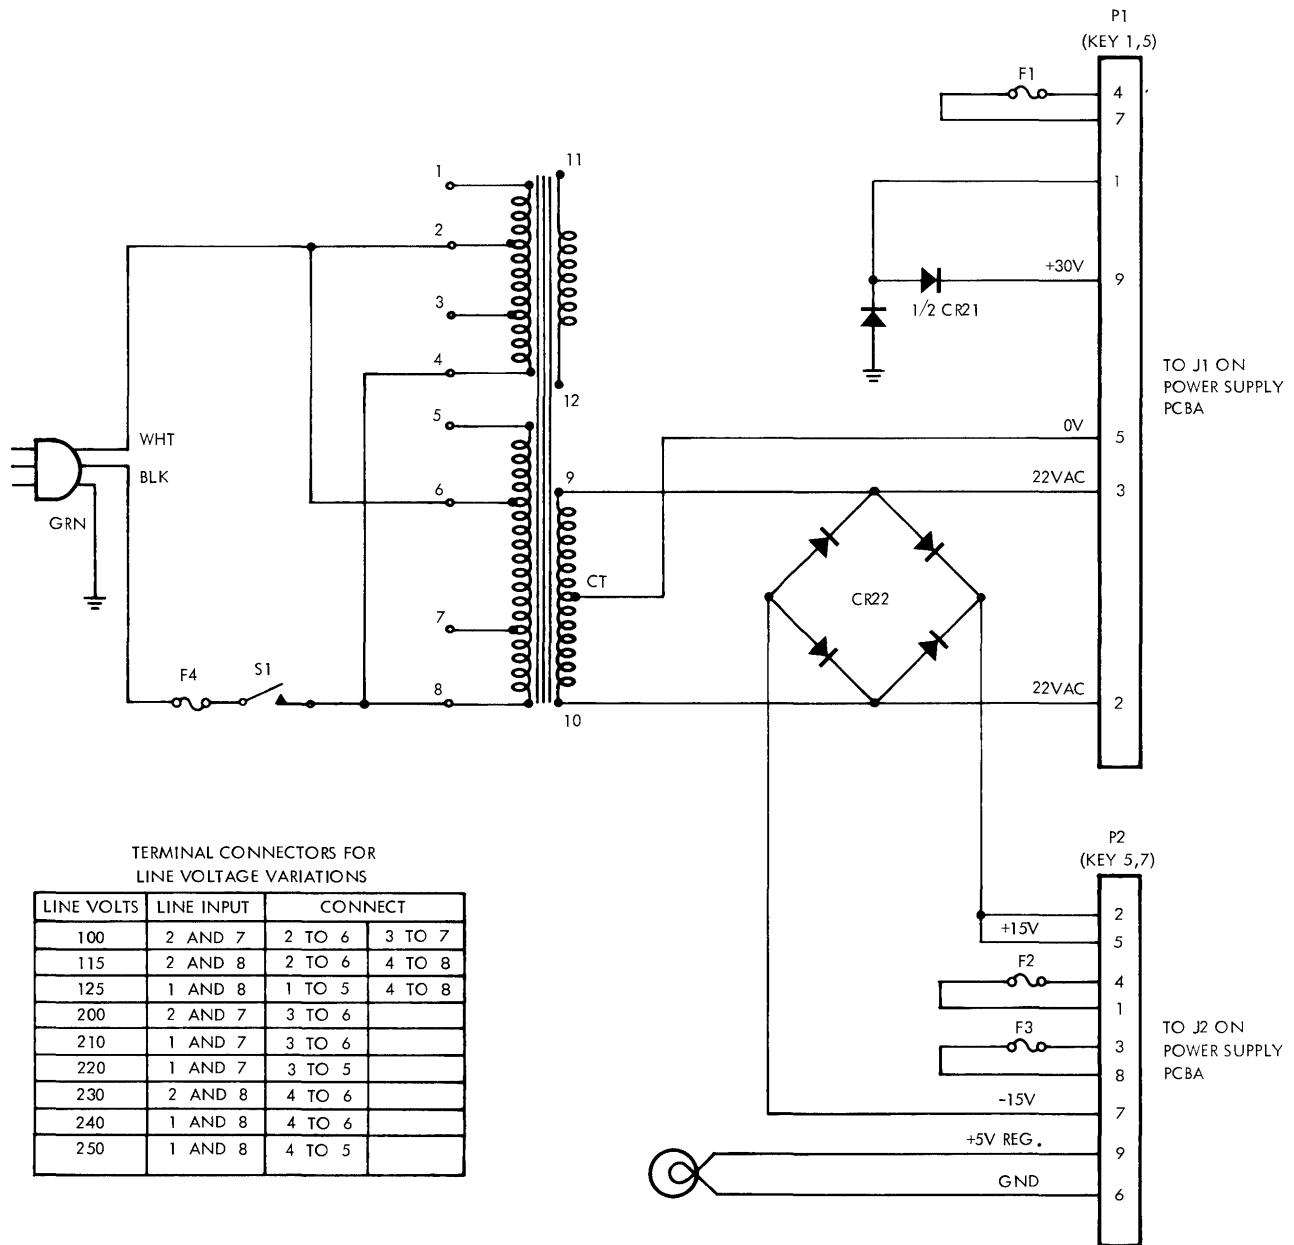 P1
(KEY 1,5)
F1
4
7
1
+30V
9
1/2 CR21
TO J1 ON
POWER SUPPLY
PCBA
0V
5
22VAC
3
CR22
22VAC
2
11
1
2
3
4
12
5
9
6
CT
7
8
10
WHT
BLK
GRN
F4
S1
P2
(KEY 5,7)
2
+15V
5
F2
4
1
F3
3
8
TO J2 ON
POWER SUPPLY
PCBA
-15V
7
+5V REG.
9
GND
6
TERMINAL CONNECTORS FOR
LINE VOLTAGE VARIATIONS
LINE VOLTS LINE INPUT CONNECT
100 2 AND 7 2 TO 6 3 TO 7
115 2 AND 8 2 TO 6 4 TO 8
125 1 AND 8 1 TO 5 4 TO 8
200 2 AND 7 3 TO 6
210 1 AND 7 3 TO 6
220 1 AND 7 3 TO 5
230 2 AND 8 4 TO 6
240 1 AND 8 4 TO 6
250 1 AND 8 4 TO 5